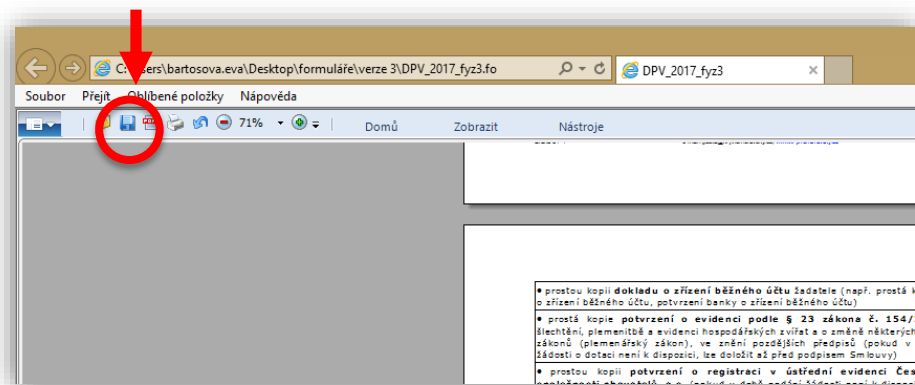 C:\Users\bartosova.eva\Desktop\formuláře\verze 3\DPV_2017_fyz3.fo
DPV_2017_fyz3
Soubor Přejít Oblíbené položky Nápověda
71% Domů Zobrazit Nástroje
• prostou kopii dokladu o zřízení běžného účtu žadatele (např. prostá k
o zřízení běžného účtu, potvrzení banky o zřízení běžného účtu)
• prostá kopie potvrzení o evidenci podle § 23 zákona č. 154/
šlechtění, plemenitbě a evidenci hospodářských zvířat a o změně některých
zákonů (plemenářský zákon), ve znění pozdějších předpisů (pokud v
žádosti o dotaci není k dispozici, lze doložit až před podpisem Smlouvy)
• prostou kopii potvrzení o registraci v ústřední evidenci Čes